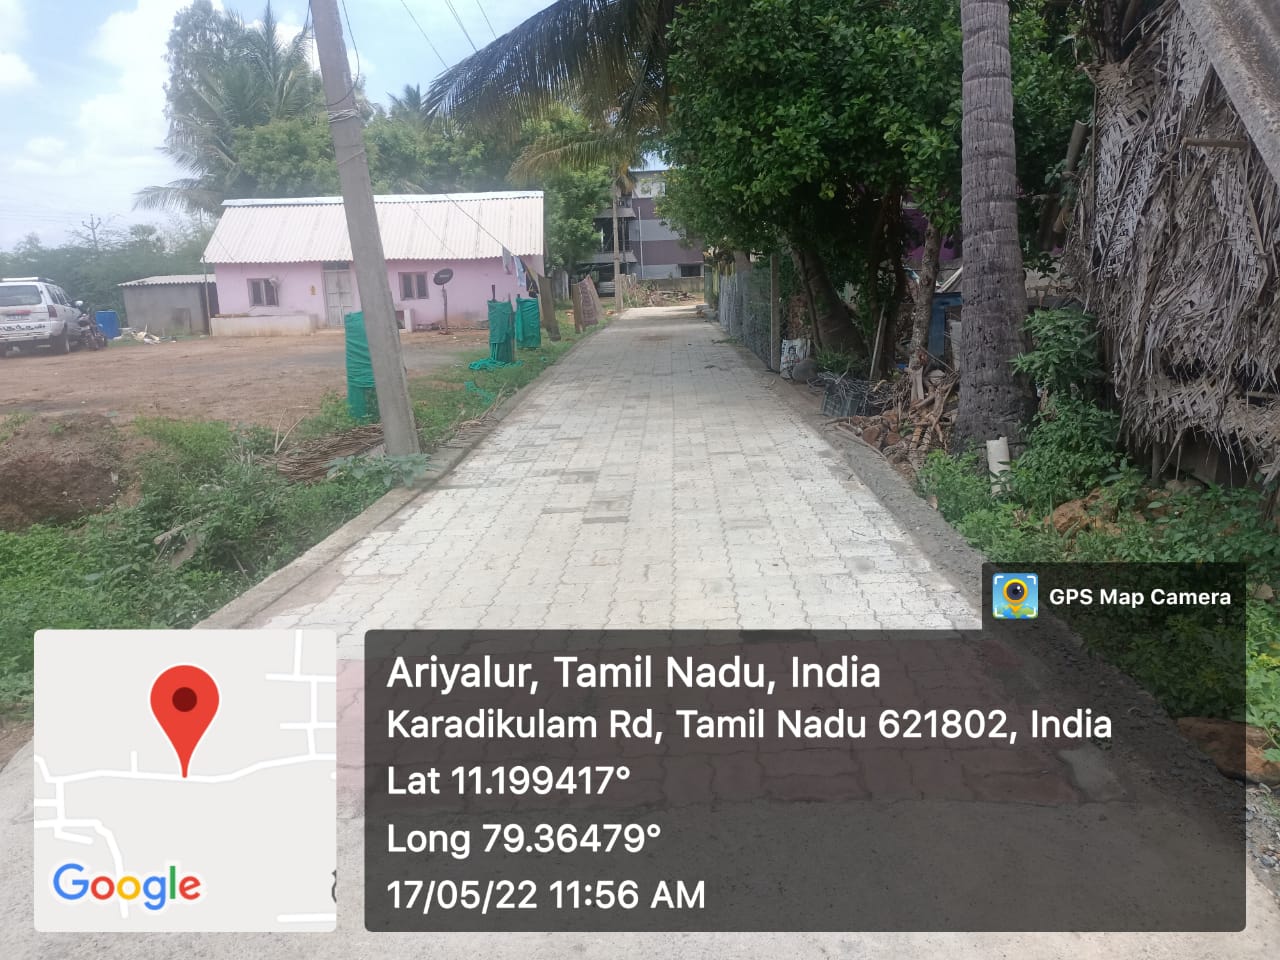 GPS Map Camera
Ariyalur, Tamil Nadu, India
Karadikulam Rd, Tamil Nadu 621802, India
Lat 11.199417°
Long 79.36479°
17/05/22 11:56 AM
Google